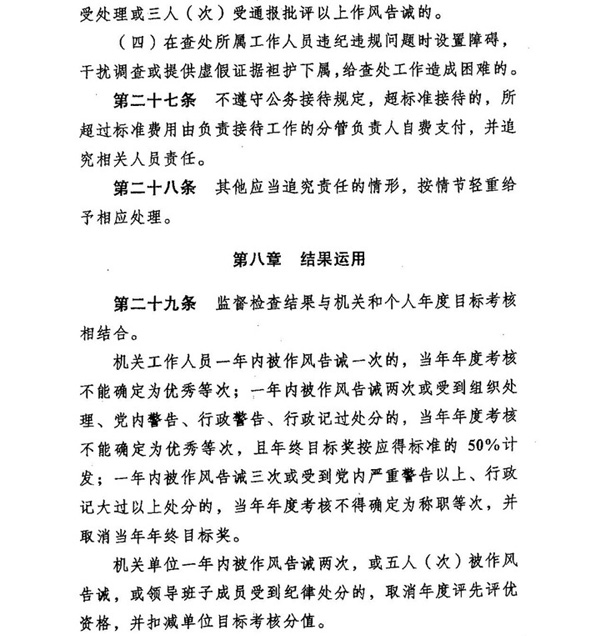 受处理或三人（次）受通报批评以上作风告诫的。
（四）在查处所属工作人员违纪违规问题时设置障碍，
干扰调查或提供虚假证据袒护下属，给查处工作造成困难的。
第二十七条　不遵守公务接待规定，超标准接待的，所
超过标准费用由负责接待工作的分管负责人自费支付，并追
究相关人员责任。
第二十八条　其他应当追究责任的情形，按情节轻重给
予相应处理。
第八章　结果运用
第二十九条　监督检查结果与机关和个人年度目标考核
相结合。
机关工作人员一年内被作风告诫一次的，当年年度考核
不能确定为优秀等次；一年内被作风告诫两次或受到组织处
理、党内警告、行政警告、行政记过处分的，当年年度考核
不能确定为优秀等次，且年终目标奖按应得标准的 50%计
发；一年内被作风告诫三次或受到党内严重警告以上、行政
记大过以上处分的，当年年度考核不得确定为称职等次，并
取消当年年终目标奖。
机关单位一年内被作风告诫两次，或五人（次）被作风
告诫，或领导班子成员受到纪律处分的，取消年度评先评优
资格，并扣减单位目标考核分值。